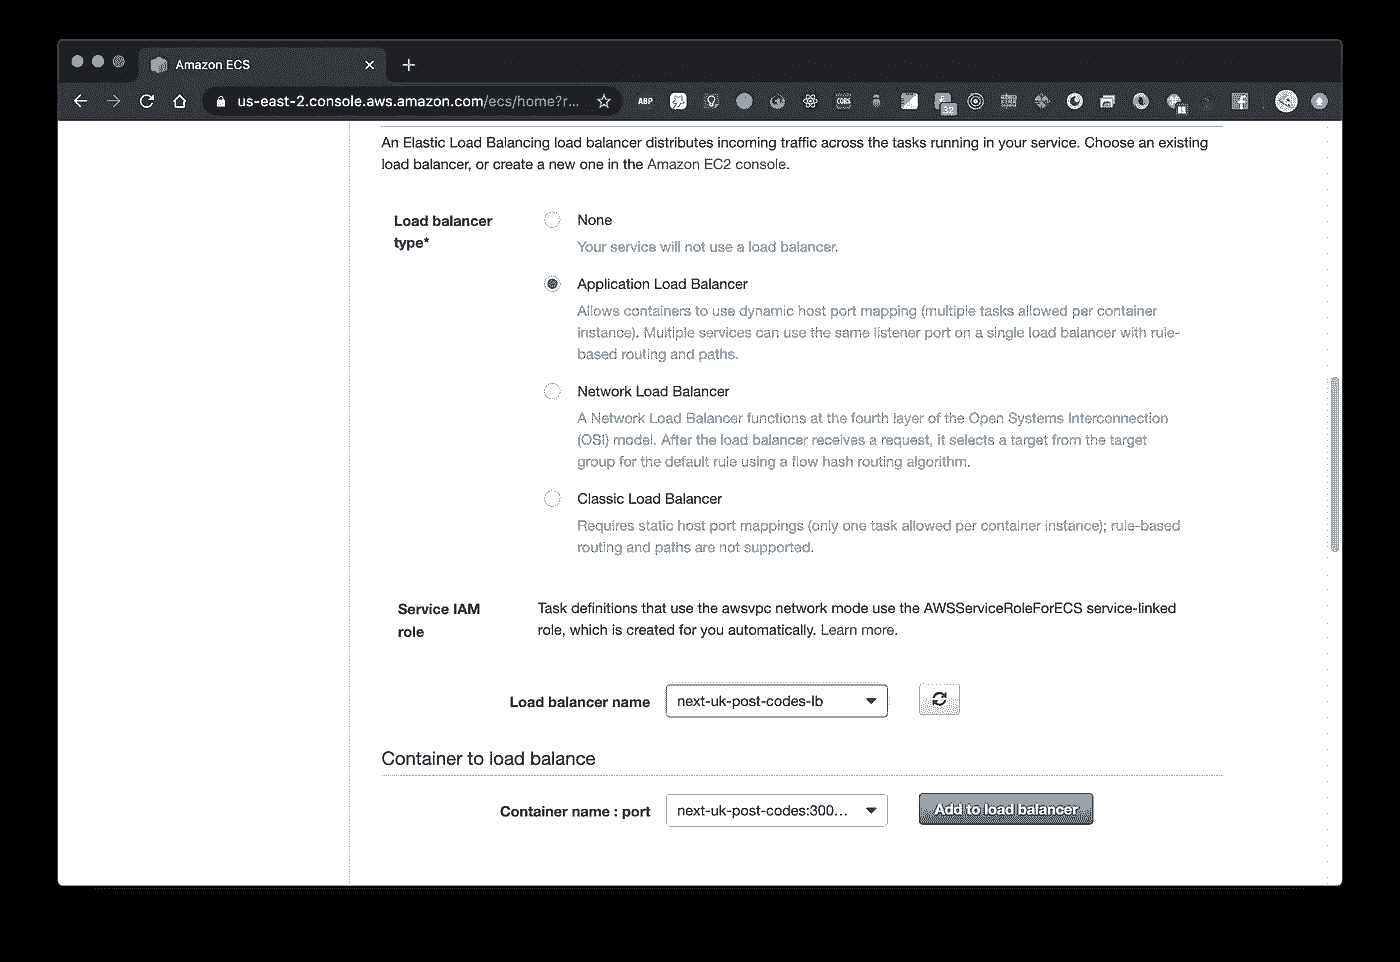 Amazon ECS
us-east-2.console.aws.amazon.com/ecs/home?r...
ABP
CORS
32
An Elastic Load Balancing load balancer distributes incoming traffic across the tasks running in your service. Choose an existing
load balancer, or create a new one in the Amazon EC2 console.
Load balancer
type*
None
Your service will not use a load balancer.
Application Load Balancer
Allows containers to use dynamic host port mapping (multiple tasks allowed per container
instance). Multiple services can use the same listener port on a single load balancer with rule-
based routing and paths.
Network Load Balancer
A Network Load Balancer functions at the fourth layer of the Open Systems Interconnection
(OSI) model. After the load balancer receives a request, it selects a target from the target
group for the default rule using a flow hash routing algorithm.
Classic Load Balancer
Requires static host port mappings (only one task allowed per container instance); rule-based
routing and paths are not supported.
Service IAM
role
Task definitions that use the awsvpc network mode use the AWSServiceRoleForECS service-linked
role, which is created for you automatically. Learn more.
Load balancer name
next-uk-post-codes-lb
Container to load balance
Container name : port
next-uk-post-codes:300...
Add to load balancer